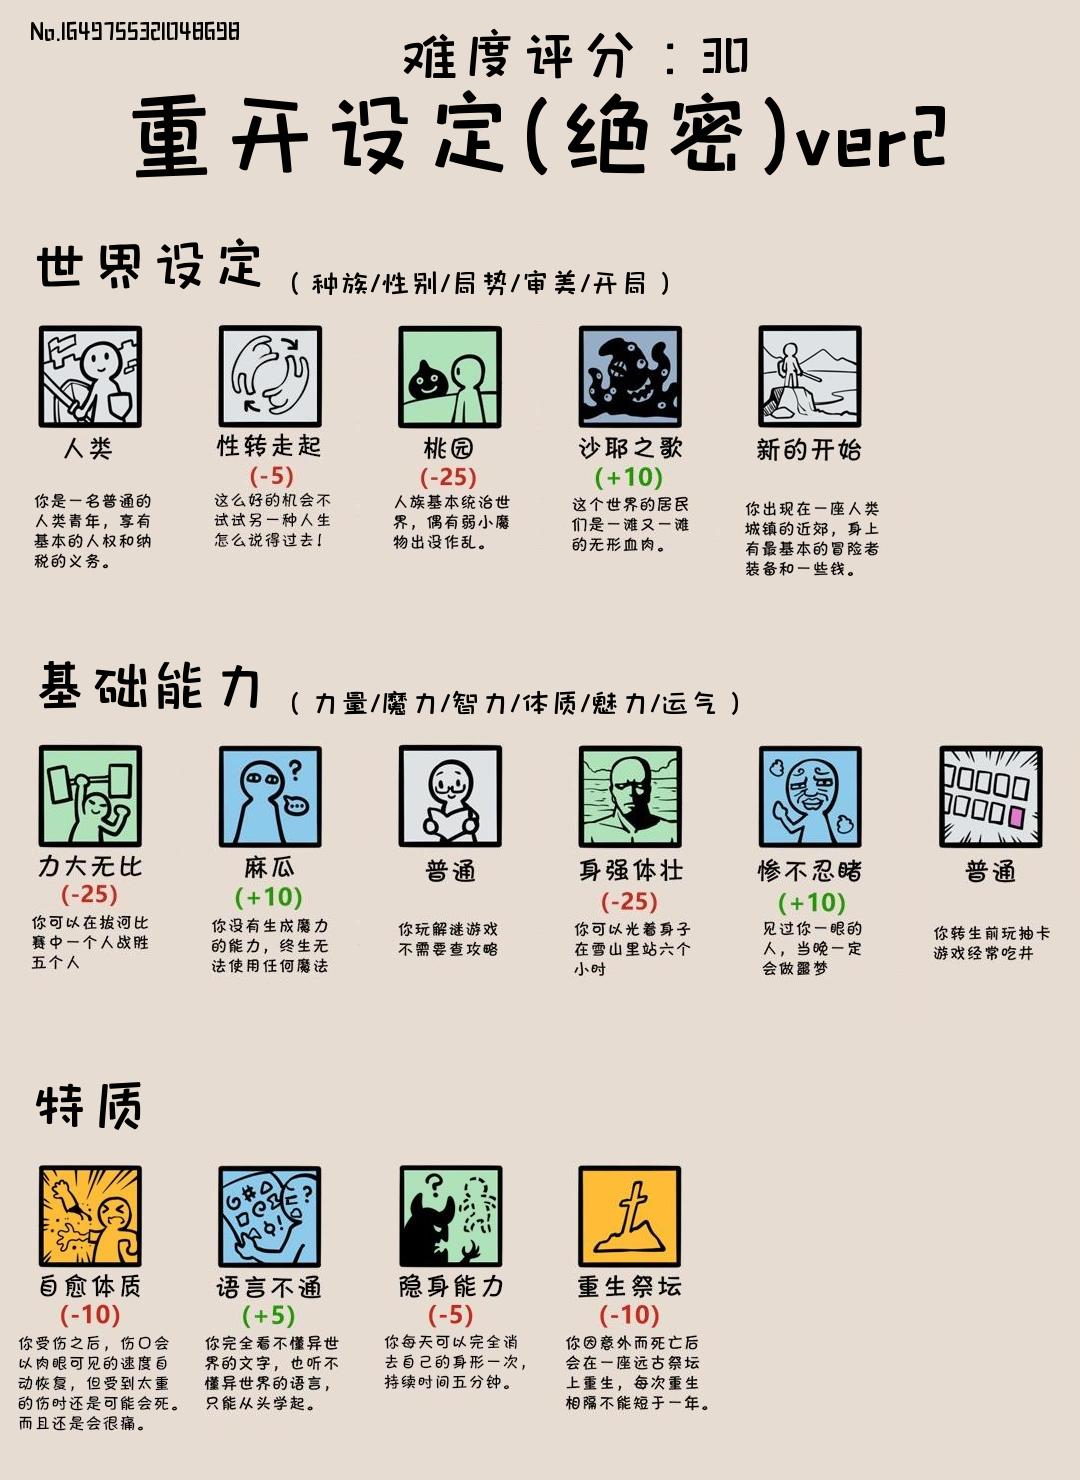 No.1649755321048698
难度评分：30
重开设定(绝密)ver2
世界设定 (种族/性别/局势/审美/开局)
人类
性转走起
(-5)
桃园
(-25)
沙耶之歌
(+10)
新的开始
你是一名普通的
人类青年，享有
基本的人权和纳
税的义务。
这么好的机会不
试试另一种人生
怎么说得过去！
人族基本统治世
界，偶有弱小魔
物出没作乱。
这个世界的居民
们是一滩又一滩
的无形血肉。
你出现在一座人类
城镇的近郊，身上
有最基本的冒险者
装备和一些钱。
基础能力 (力量/魔力/智力/体质/魅力/运气)
力大无比
(-25)
你可以在拔河比
赛中一个人战胜
五个人
麻瓜
(+10)
你没有生成魔力
的能力，终生无
法使用任何魔法
普通
你玩解谜游戏
不需要查攻略
身强体壮
(-25)
你可以光着身子
在雪山里站六个
小时
惨不忍睹
(+10)
见过你一眼的
人，当晚一定
会做噩梦
普通
你转生前玩抽卡
游戏经常吃井
特质
自愈体质
(-10)
你受伤之后，伤口会
以肉眼可见的速度自
动恢复，但受到太重
的伤时还是可能会死。
而且还是会很痛。
语言不通
(+5)
你完全看不懂异世
界的文字，也听不
懂异世界的语言，
只能从头学起。
隐身能力
(-5)
你每天可以完全消
去自己的身形一次，
持续时间五分钟。
重生祭坛
(-10)
你因意外而死亡后
会在一座远古祭坛
上重生，每次重生
相隔不能短于一年。